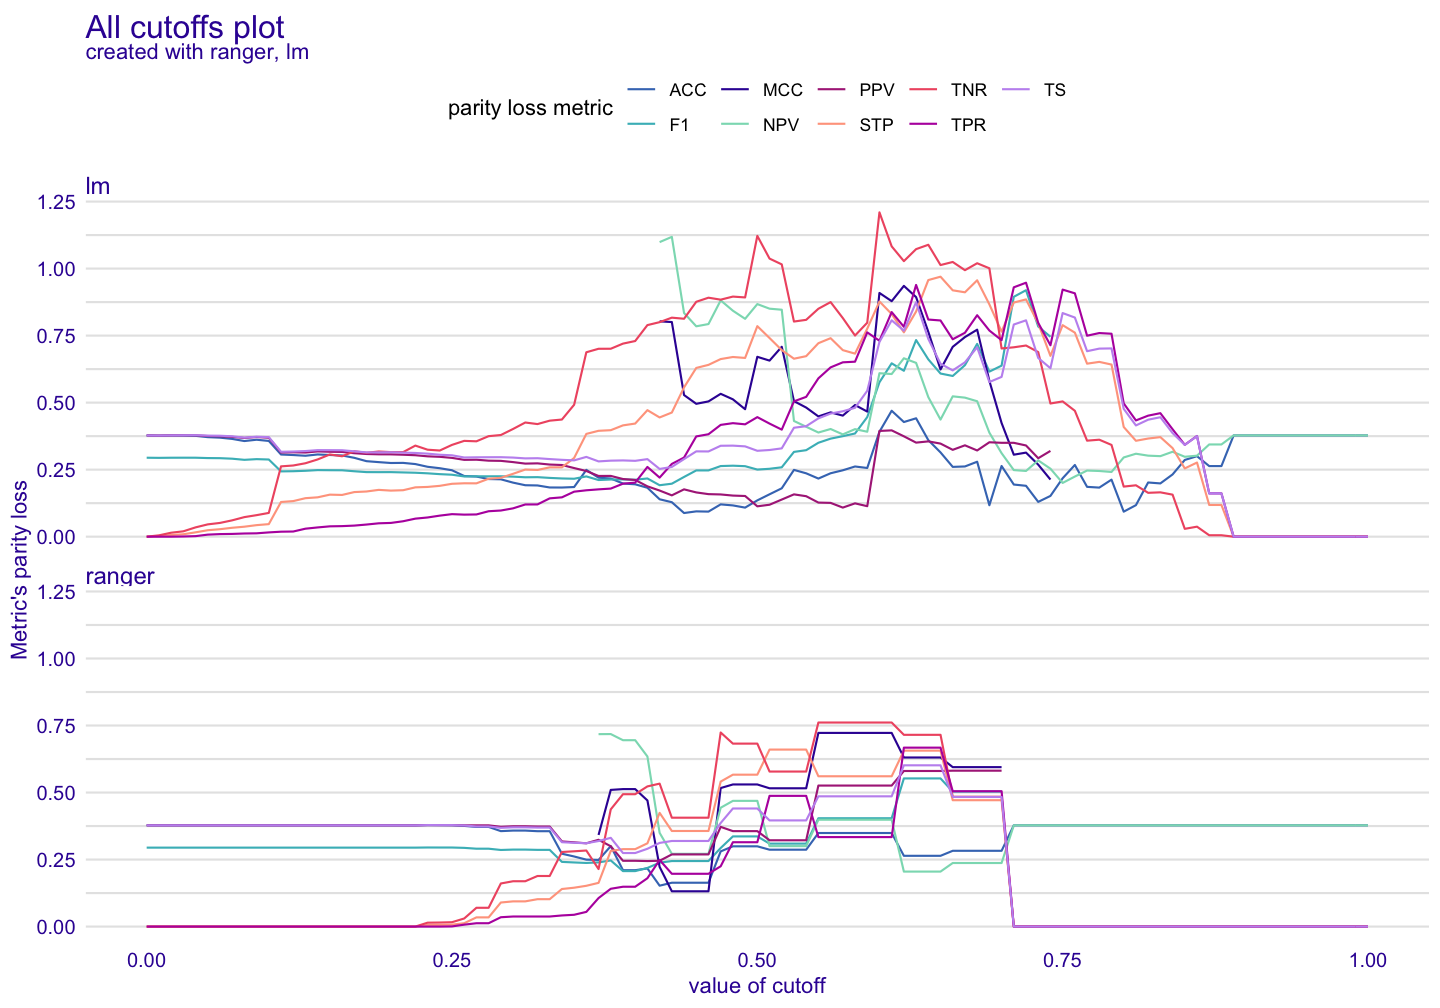 All cutoffs plot
created with ranger, lm
parity loss metric
ACC MCC PPV TNR TS
F1 NPV STP TPR
lm
1.25
1.00
0.75
0.50
0.25
0.00
Metric's parity loss
ranger
1.25
1.00
0.75
0.50
0.25
0.00
0.00 0.25 0.50 0.75 1.00
value of cutoff